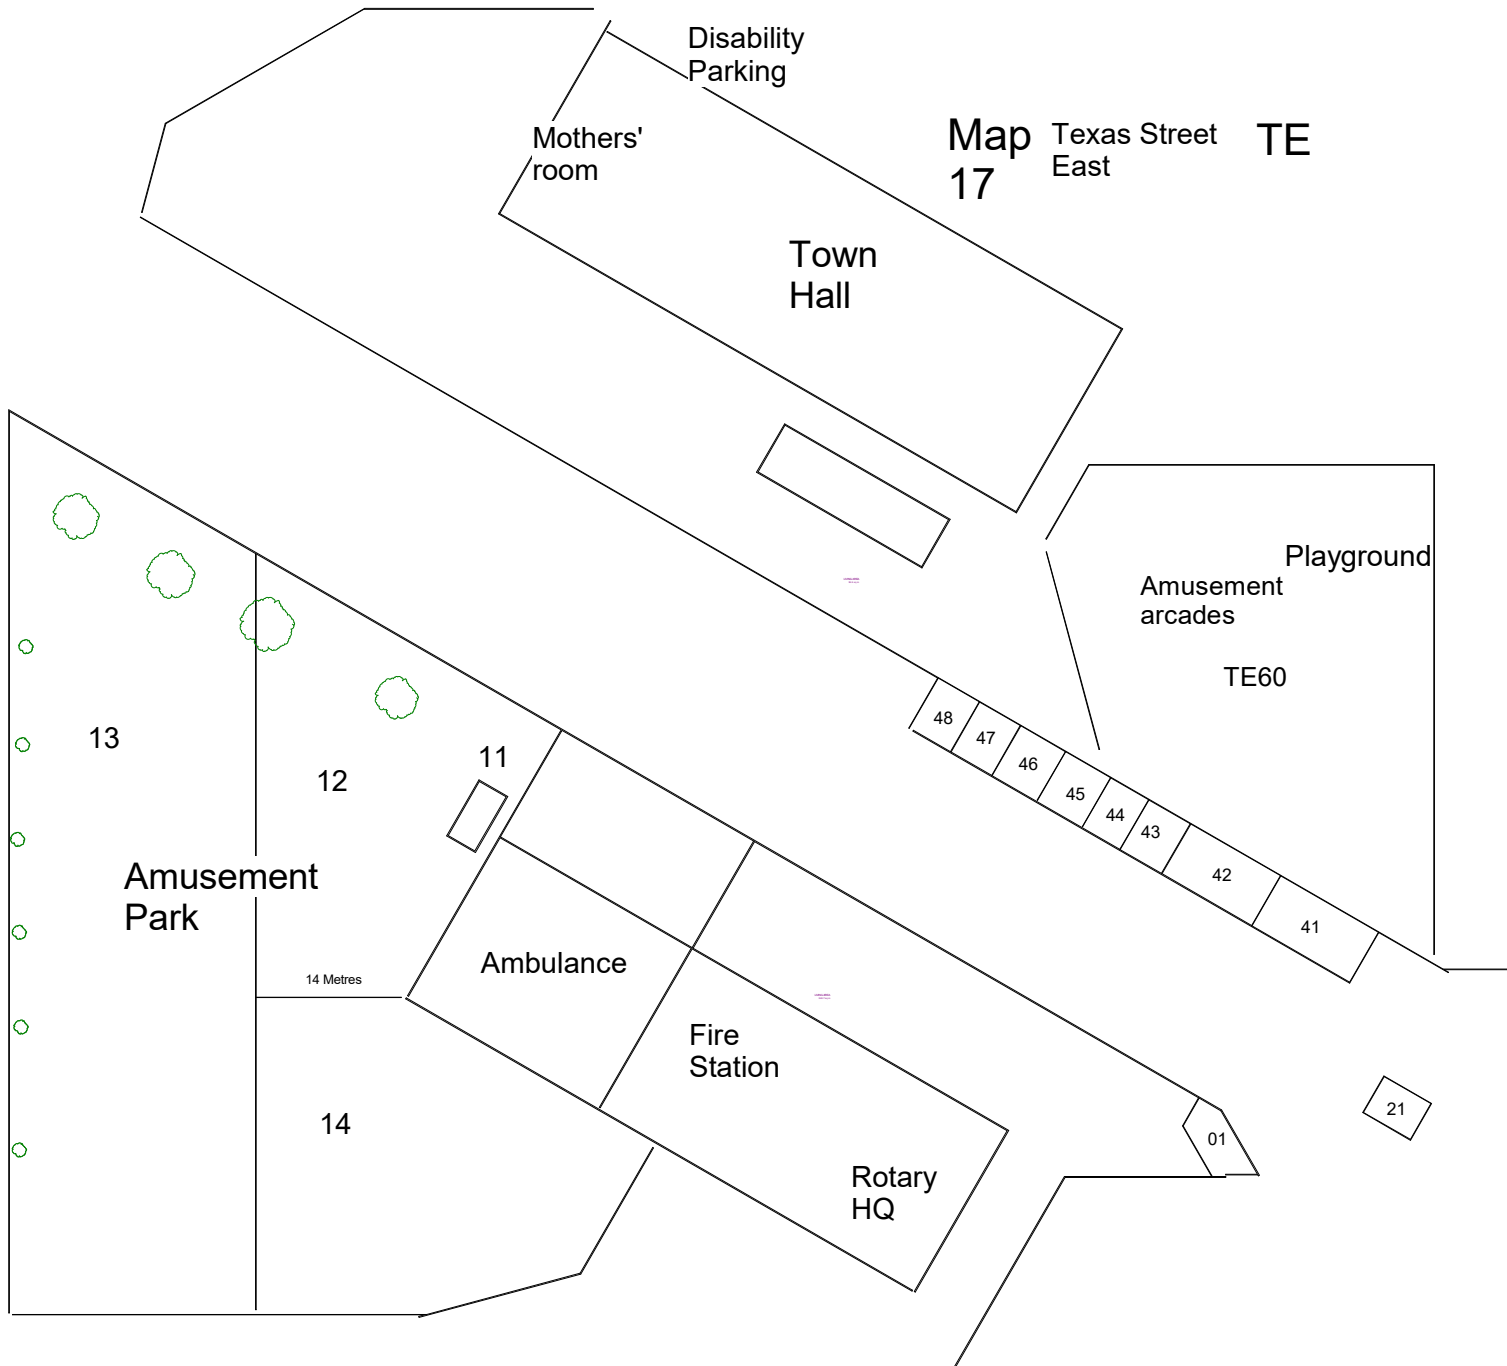 Disability
Parking
Mothers'
room
Map
17
Texas Street
East
TE
Town
Hall
Playground
Amusement
arcades
TE60
48
47
46
45
44
43
42
41
13
12
11
Amusement
Park
14 Metres
Ambulance
Fire
Station
14
Rotary
HQ
01
21